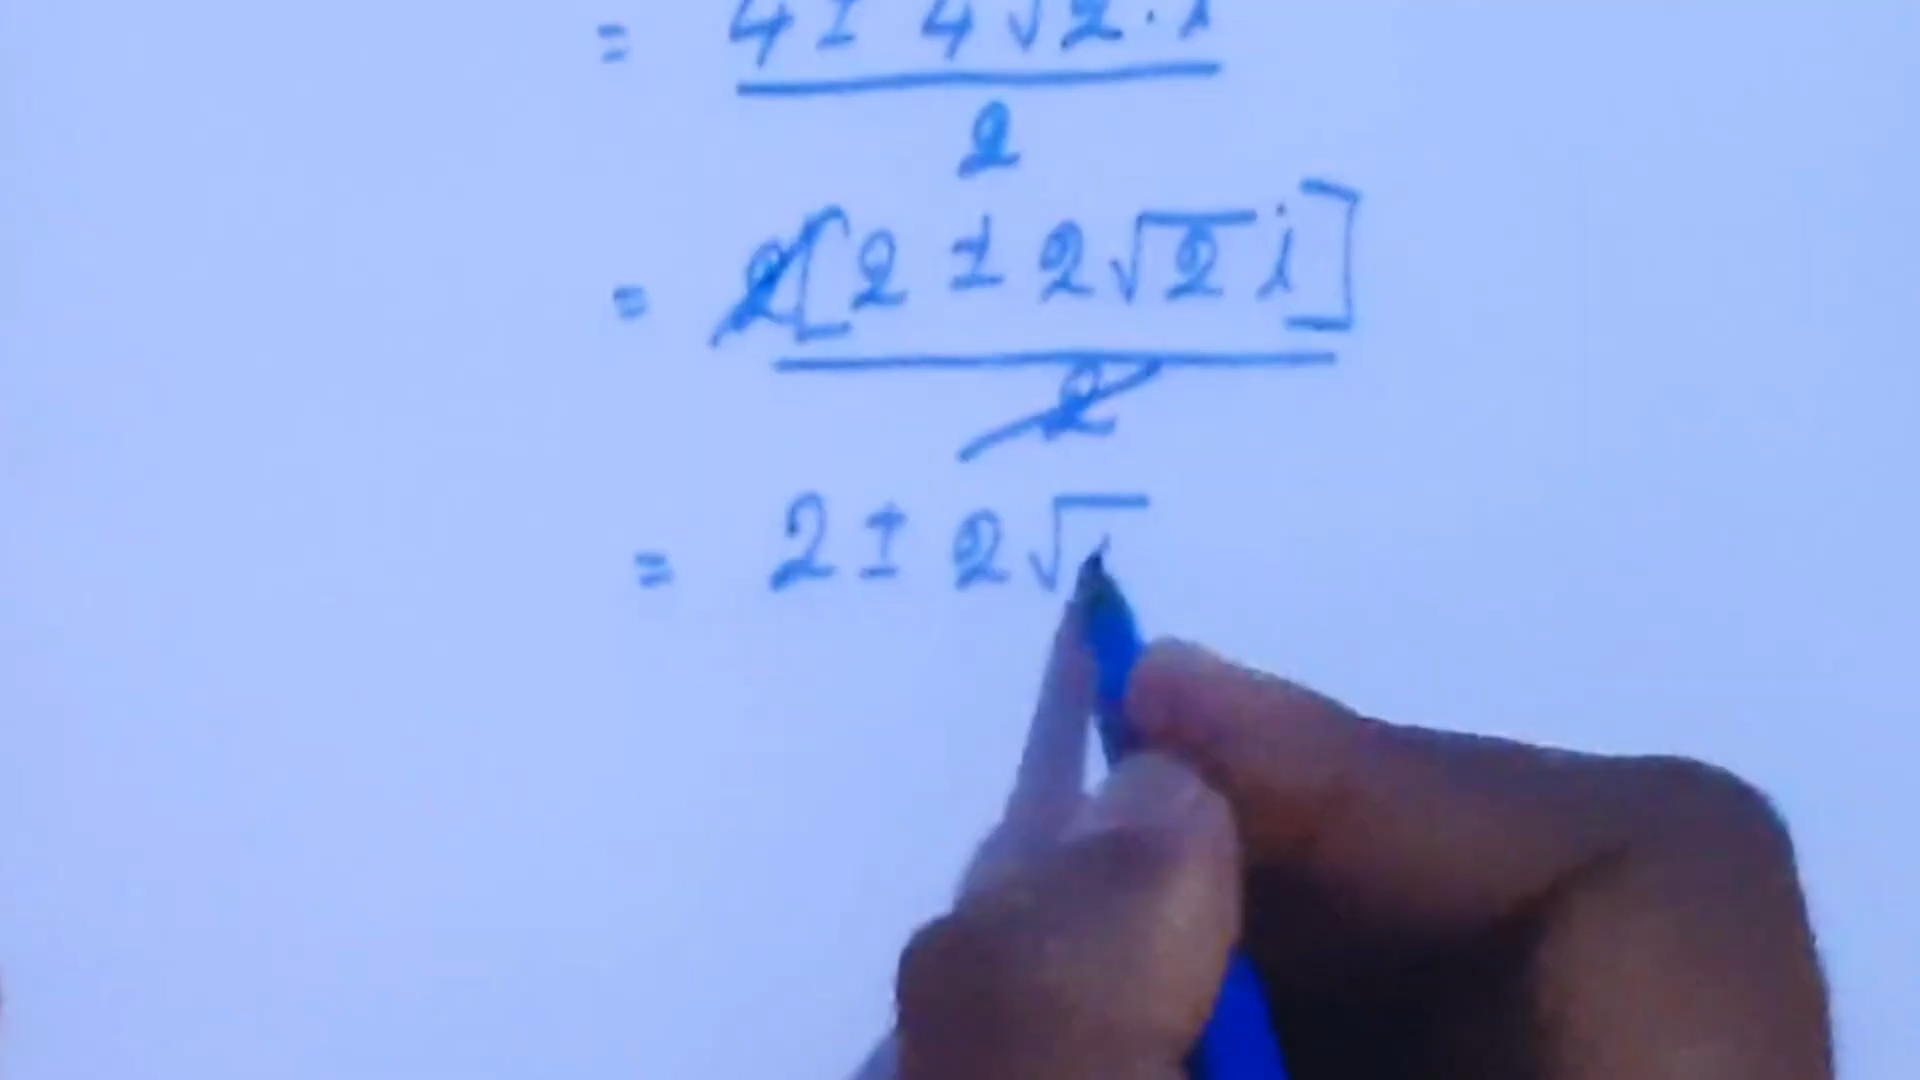 = 4 ± 4√2 . i
2
= 2[2 ± 2√2 i]
2
= 2 ± 2√